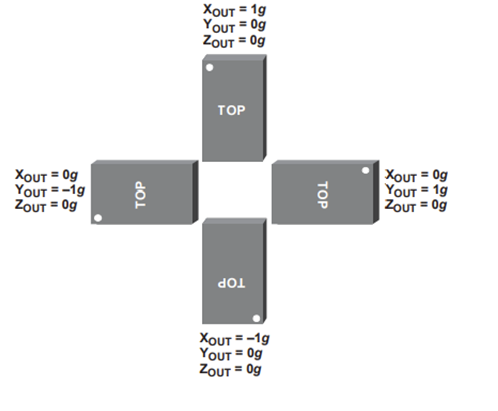 XOUT = 1g
YOUT = 0g
ZOUT = 0g
TOP
XOUT = 0g
YOUT = –1g
ZOUT = 0g
TOP
TOP
XOUT = 0g
YOUT = 1g
ZOUT = 0g
TOP
XOUT = –1g
YOUT = 0g
ZOUT = 0g